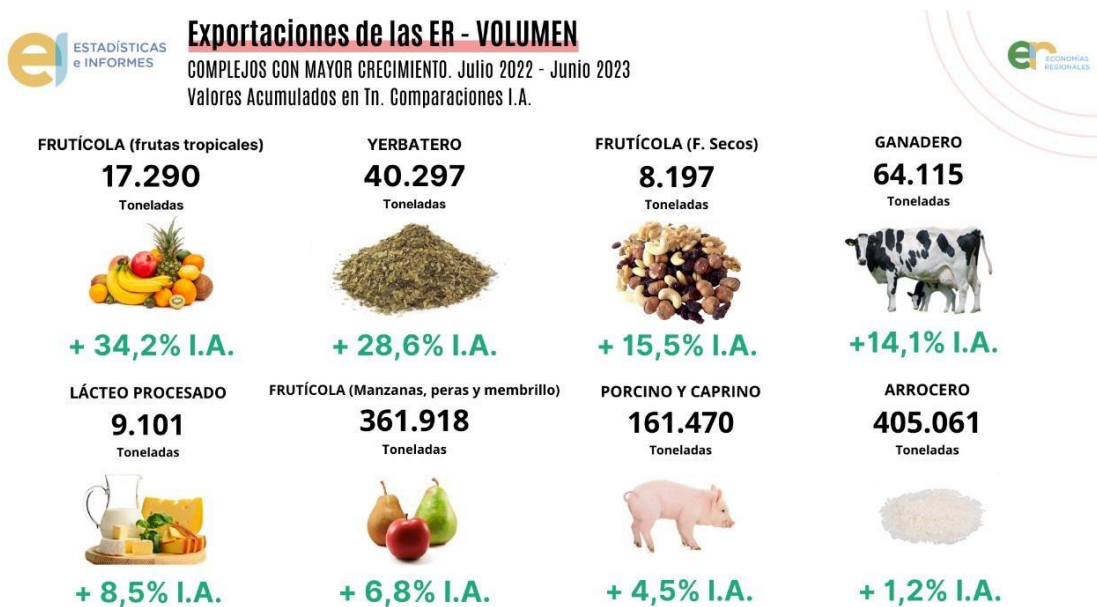 ESTADÍSTICAS
e INFORMES
Exportaciones de las ER - VOLUMEN
COMPLEJOS CON MAYOR CRECIMIENTO. Julio 2022 - Junio 2023
Valores Acumulados en Tn. Comparaciones I.A.
er ECONOMÍAS
REGIONALES
FRUTÍCOLA (frutas tropicales)
17.290
Toneladas
+ 34,2% I.A.
YERBATERO
40.297
Toneladas
+ 28,6% I.A.
FRUTÍCOLA (F. Secos)
8.197
Toneladas
+ 15,5% I.A.
GANADERO
64.115
Toneladas
+14,1% I.A.
LÁCTEO PROCESADO
9.101
Toneladas
+ 8,5% I.A.
FRUTÍCOLA (Manzanas, peras y membrillo)
361.918
Toneladas
+ 6,8% I.A.
PORCINO Y CAPRINO
161.470
Toneladas
+ 4,5% I.A.
ARROCERO
405.061
Toneladas
+ 1,2% I.A.